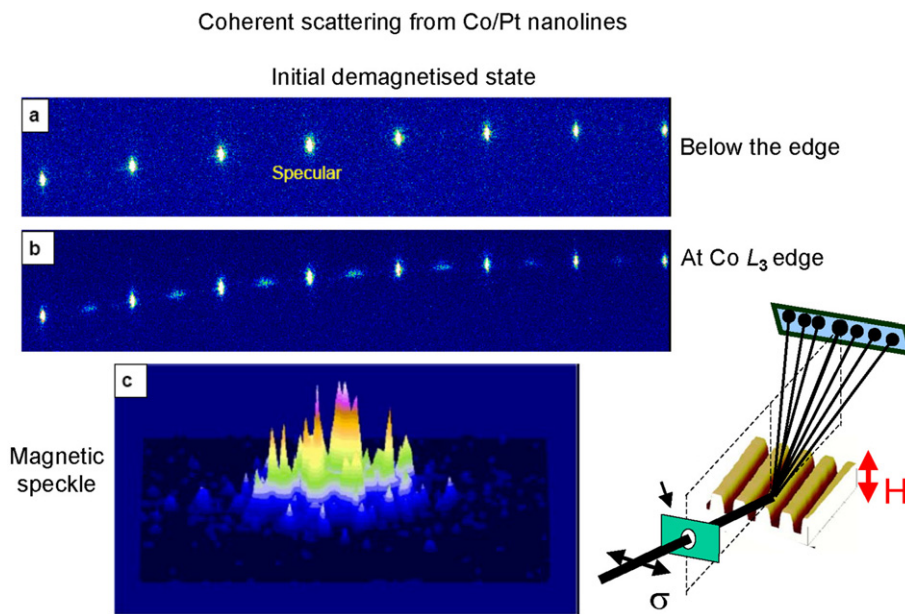 Coherent scattering from Co/Pt nanolines
Initial demagnetised state
a
Specular
Below the edge
b
At Co L3 edge
c
Magnetic
speckle
H
σ